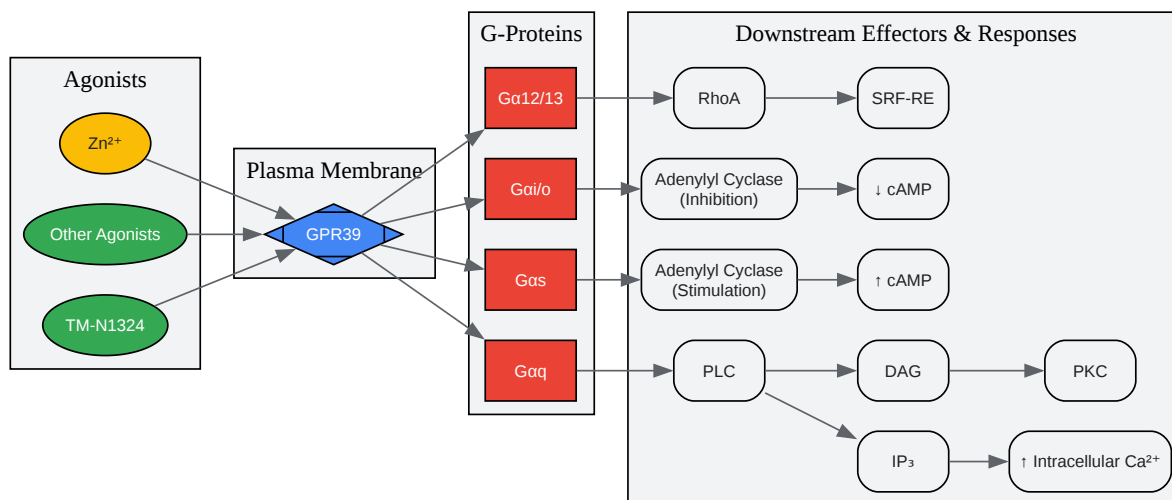 Agonists
Zn²⁺
Other Agonists
TM-N1324
Plasma Membrane
GPR39
G-Proteins
Gα12/13
Gαi/o
Gαs
Gαq
Downstream Effectors & Responses
RhoA
SRF-RE
Adenylyl Cyclase
(Inhibition)
↓ cAMP
Adenylyl Cyclase
(Stimulation)
↑ cAMP
PLC
DAG
PKC
IP₃
↑ Intracellular Ca²⁺